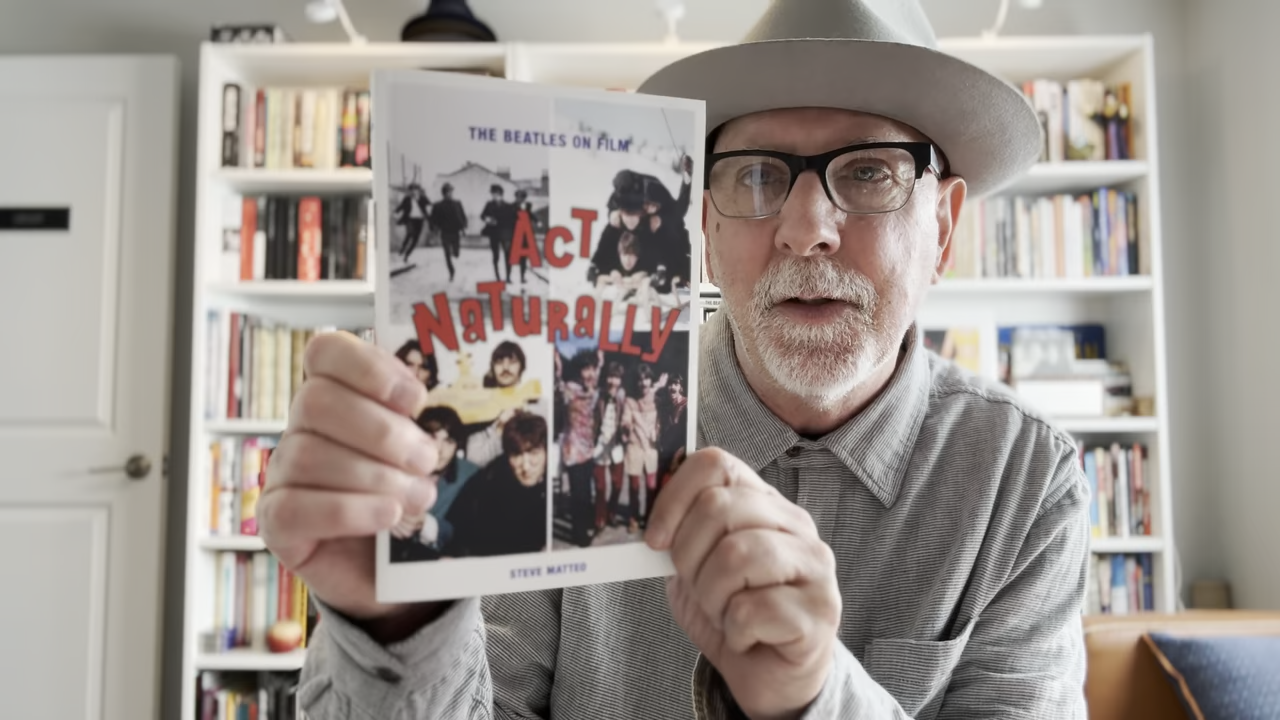 THE BEATLES ON FILM
ACT
NATURALLY
STEVE MATTEO